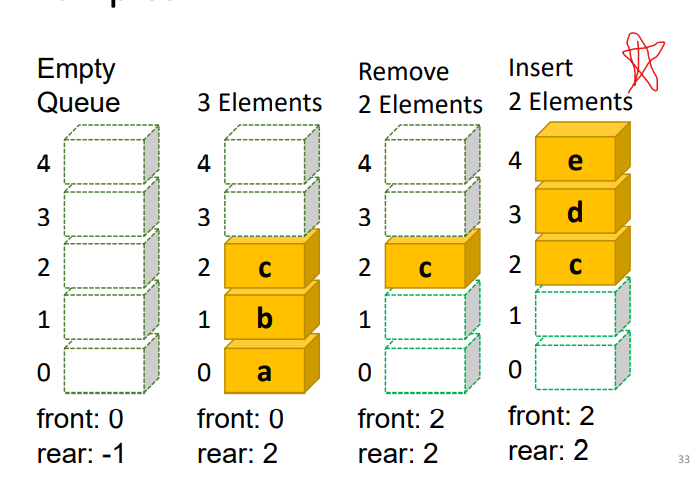 Empty
Queue
4
3
2
1
0
front: 0
rear: -1
3 Elements
4
3
2 c
1 b
0 a
front: 0
rear: 2
Remove
2 Elements
4
3
2 c
1
0
front: 2
rear: 2
Insert
2 Elements
4 e
3 d
2 c
1
0
front: 2
rear: 2
33